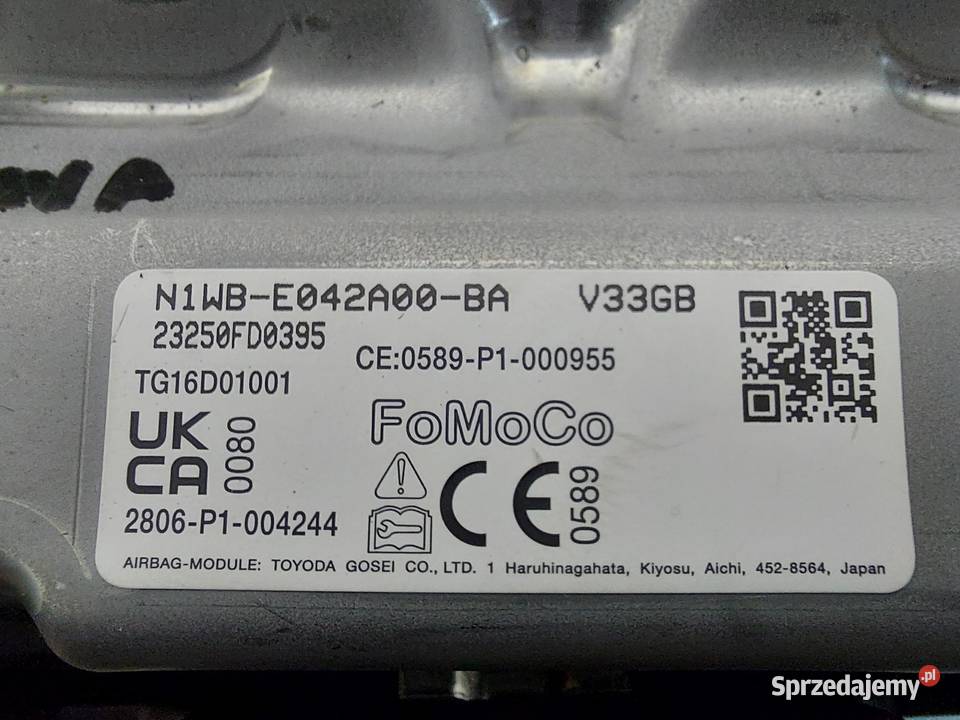 N1WB-E042A00-BA V33GB
23250FD0395
CE:0589-P1-000955
TG16D01001
FoMoCo
UK
CA 0080
CE 0589
2806-P1-004244
AIRBAG-MODULE: TOYODA GOSEI CO., LTD. 1 Haruhinagahata, Kiyosu, Aichi, 452-8564, Japan
Sprzedajemy.pl